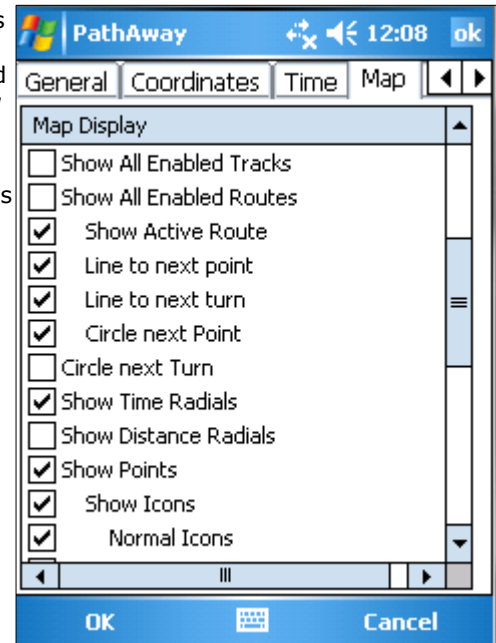 s
PathAway 12:08 ok
d
General Coordinates Time Map
Map Display
Show All Enabled Tracks
s Show All Enabled Routes
Show Active Route
Line to next point
Line to next turn
Circle next Point
Circle next Turn
Show Time Radials
Show Distance Radials
Show Points
Show Icons
Normal Icons
OK Cancel